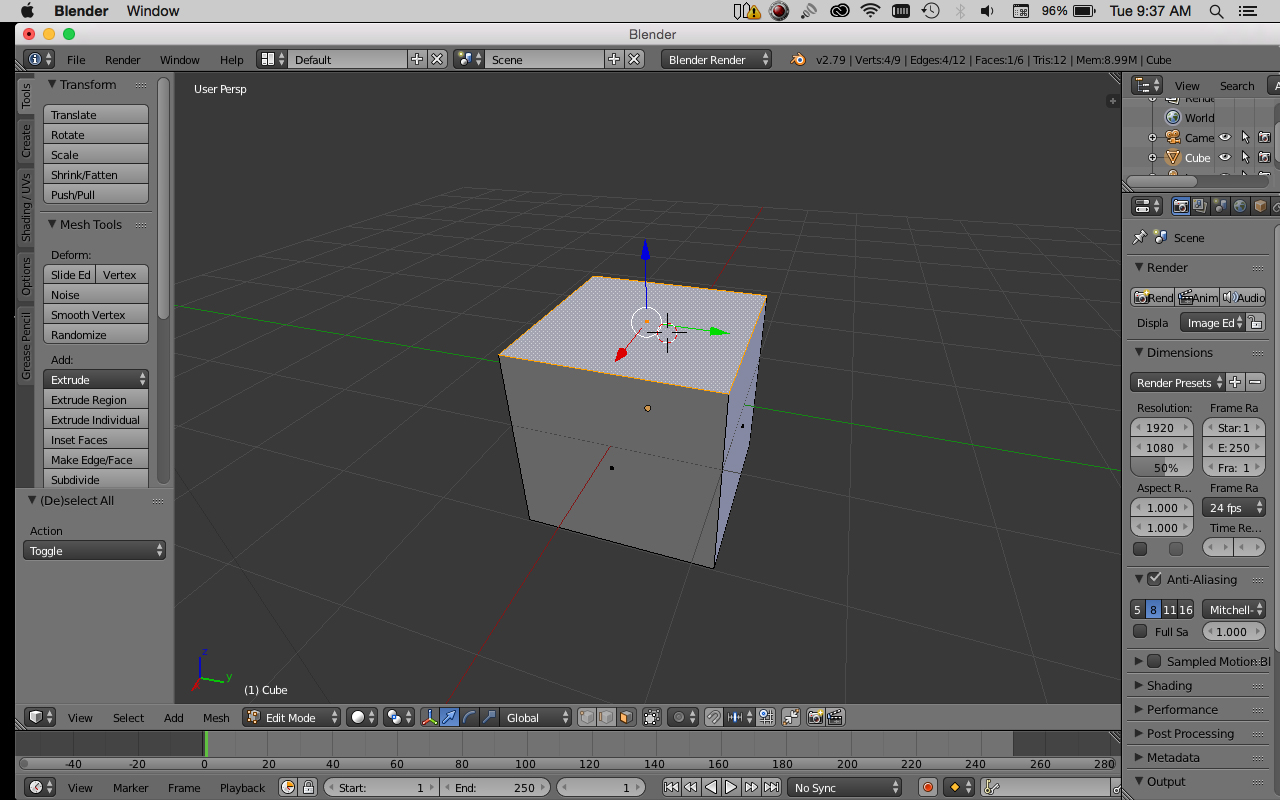 Blender Window 96% Tue 9:37 AM
Blender
File Render Window Help Default Scene Blender Render v2.79 | Verts:4/9 | Edges:4/12 | Faces:1/6 | Tris:12 | Mem:8.99M | Cube
Tools
Create
Shading / UVs
Options
Grease Pencil
Transform
Translate
Rotate
Scale
Shrink/Fatten
Push/Pull
Mesh Tools
Deform:
Slide Ed Vertex
Noise
Smooth Vertex
Randomize
Add:
Extrude
Extrude Region
Extrude Individual
Inset Faces
Make Edge/Face
Subdivide
(De)select All
Action
Toggle
User Persp
z
y
(1) Cube
View Select Add Mesh Edit Mode Global
-40 -20 0 20 40 60 80 100 120 140 160 180 200 220 240 260 280
View Marker Frame Playback Start: 1 End: 250 1 No Sync
View Search
World
Came
Cube
Scene
Render
Rend Anim Audio
Displa Image Ed
Dimensions
Render Presets
Resolution: Frame Ra
1920 Star: 1
1080 E: 250
50% Fra: 1
Aspect R... Frame Ra
1.000 24 fps
1.000 Time Re...
Anti-Aliasing
5 8 11 16 Mitchell-
Full Sa 1.000
Sampled Motion Bl
Shading
Performance
Post Processing
Metadata
Output